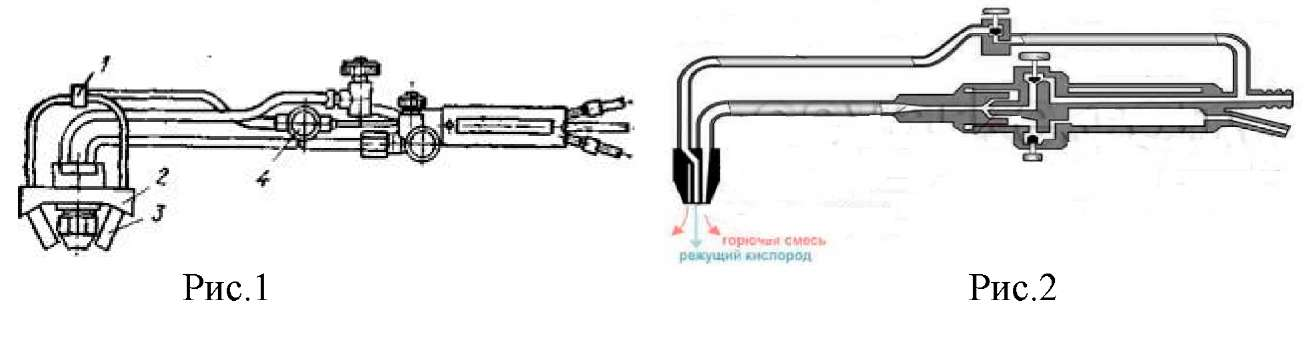 1
2
3
4
горючая смесь
режущий кислород
Рис.1
Рис.2